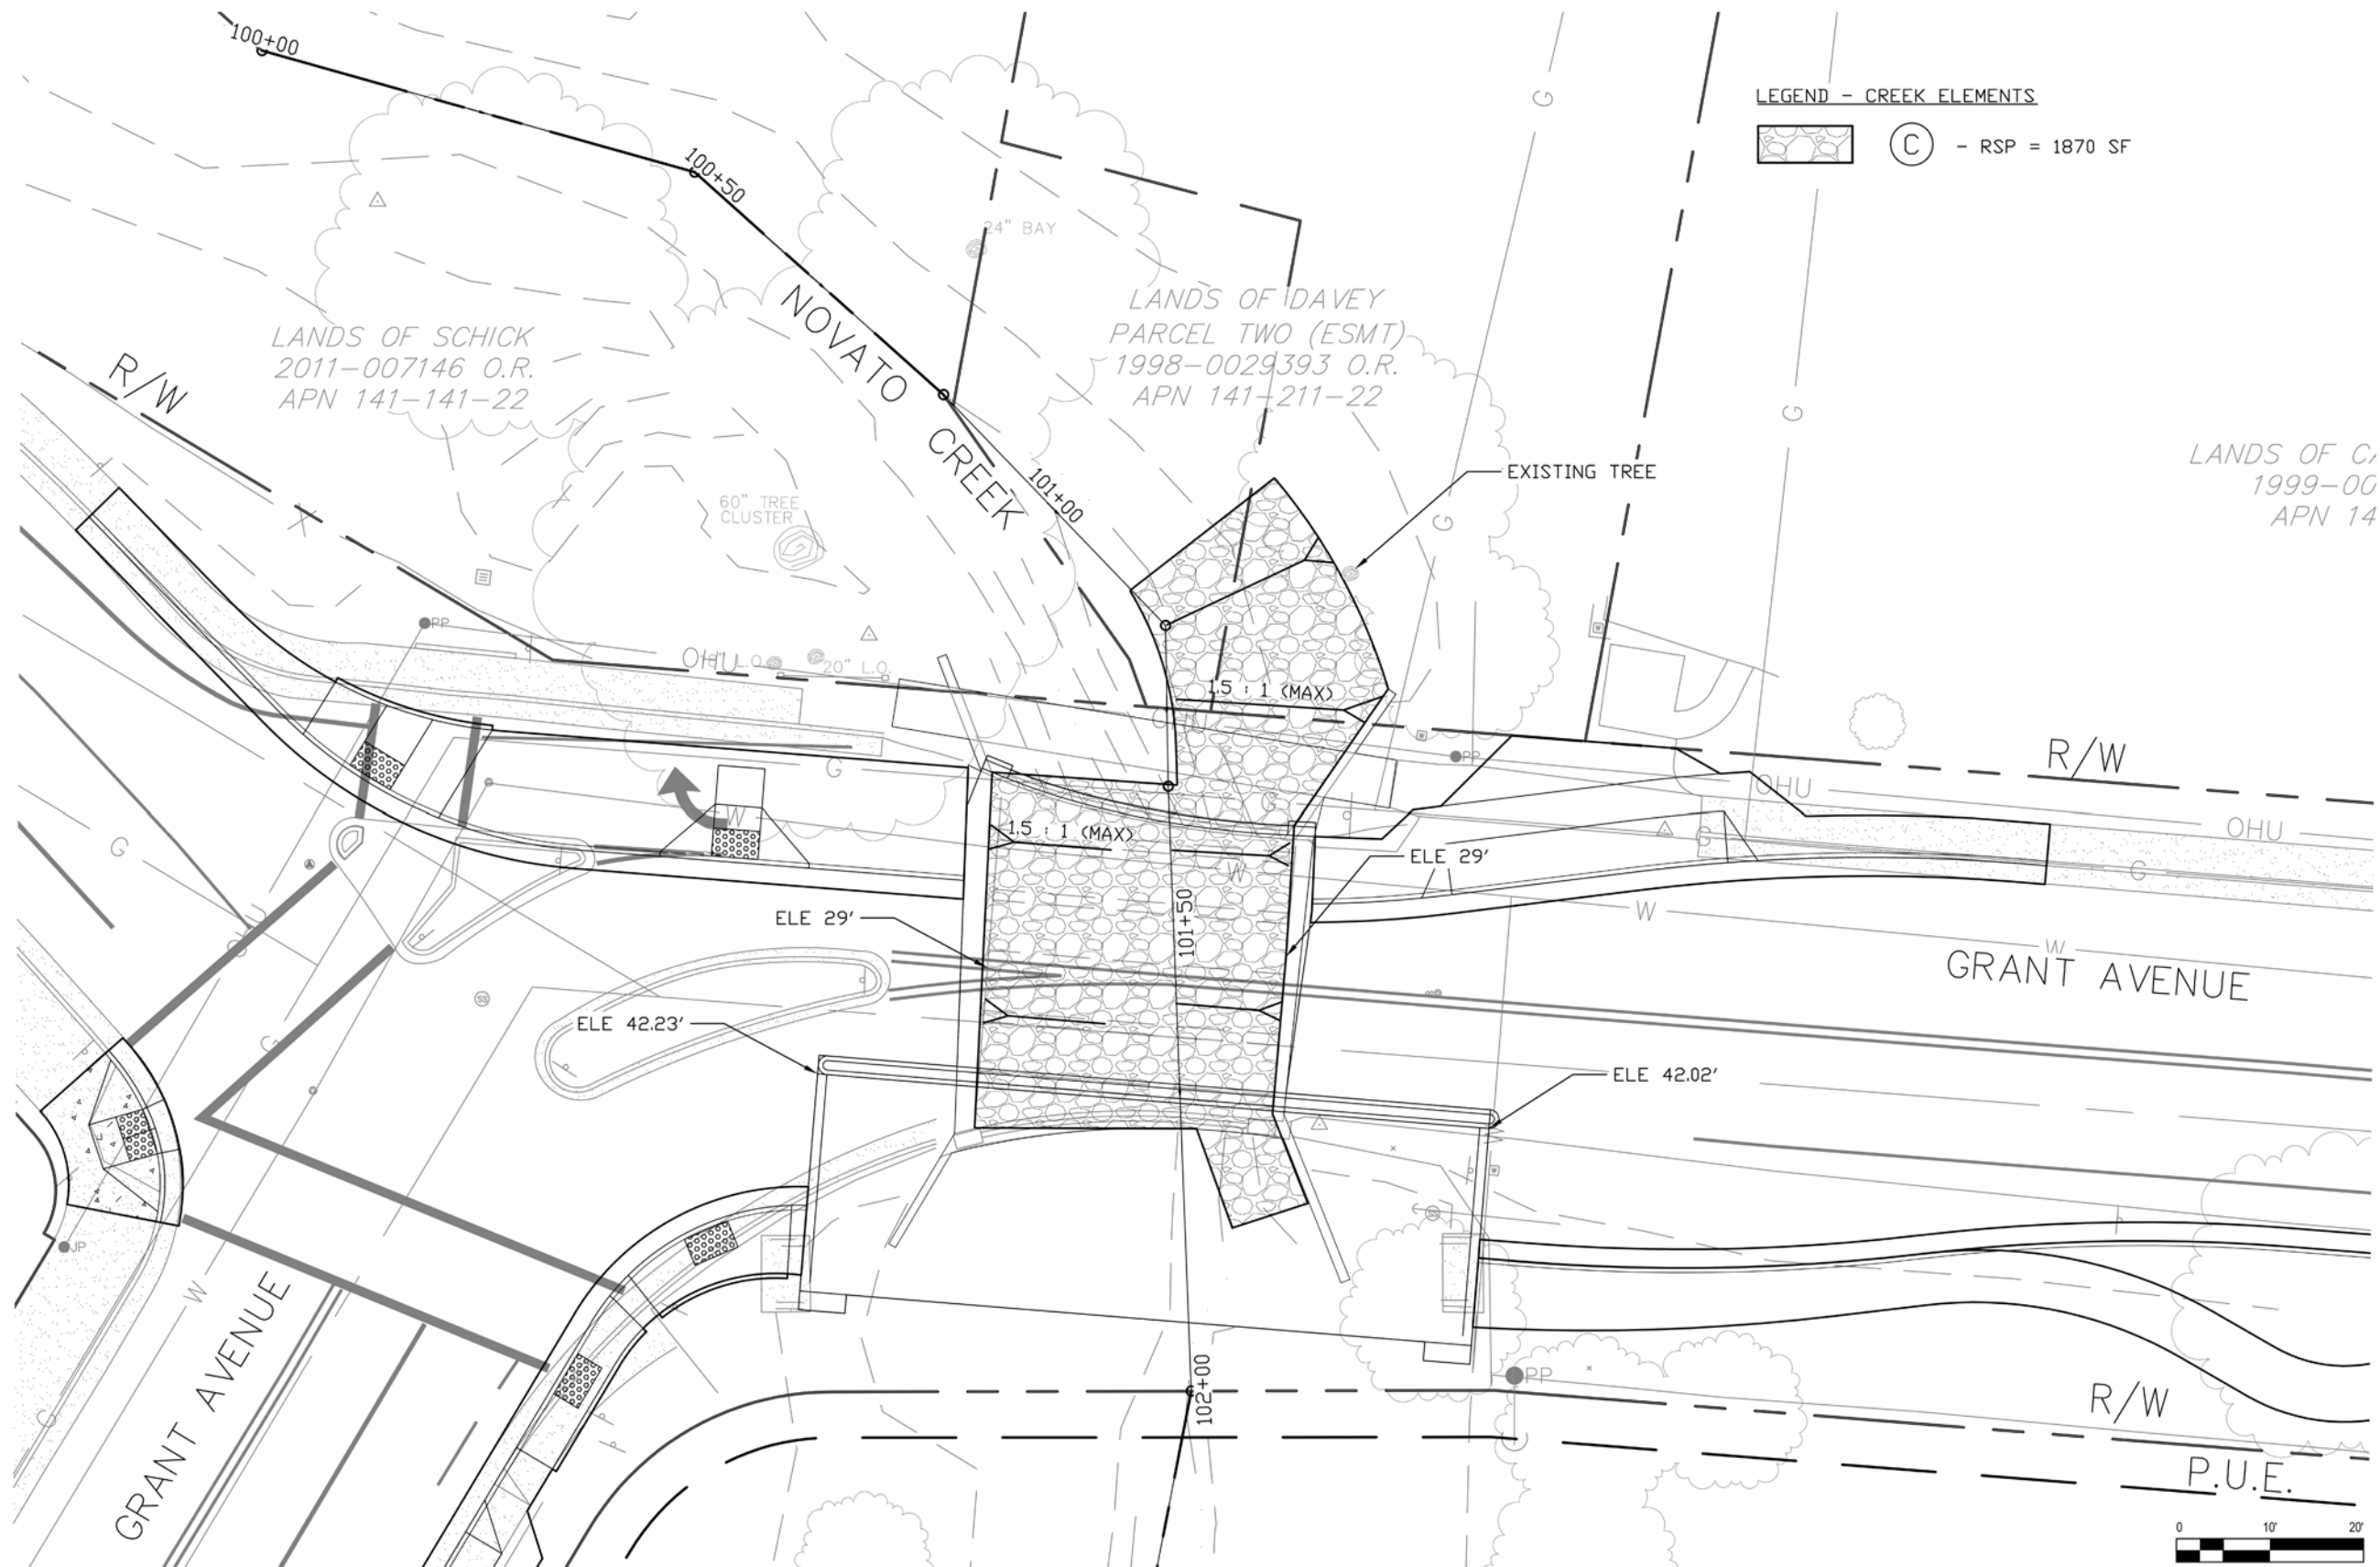 100+00
LEGEND - CREEK ELEMENTS
C - RSP = 1870 SF
G
100+50
24" BAY
NOVATO CREEK
LANDS OF DAVEY
PARCEL TWO (ESMT)
1998-0029393 O.R.
APN 141-211-22
LANDS OF SCHICK
2011-007146 O.R.
APN 141-141-22
R/W
G
LANDS OF CA
1999-00
APN 14
EXISTING TREE
101+00
60" TREE
CLUSTER
X
G
PP
OHU
L.O.
20" L.O.
1.5 : 1 (MAX)
PP
R/W
OHU
G
G
W
1.5 : 1 (MAX)
OHU
G
G
G
ELE 29'
W
101+50
W
ELE 29'
W
GRANT AVENUE
SS
ELE 42.23'
ELE 42.02'
JP
W
GRANT AVENUE
102+00
PP
R/W
P.U.E.
0 10' 20'